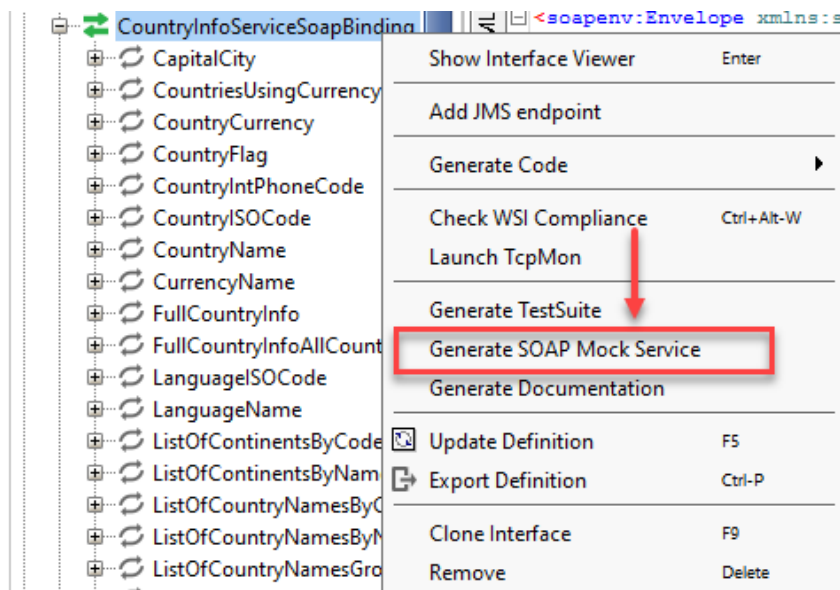 CountryInfoServiceSoapBinding
<soapenv:Envelope xmlns:s
CapitalCity
CountriesUsingCurrency
CountryCurrency
CountryFlag
CountryIntPhoneCode
CountryISOCode
CountryName
CurrencyName
FullCountryInfo
FullCountryInfoAllCount
LanguageISOCode
LanguageName
ListOfContinentsByCode
ListOfContinentsByNam
ListOfCountryNamesByC
ListOfCountryNamesByN
ListOfCountryNamesGro
Show Interface Viewer Enter
Add JMS endpoint
Generate Code
Check WSI Compliance Ctrl+Alt-W
Launch TcpMon
Generate TestSuite
Generate SOAP Mock Service
Generate Documentation
Update Definition F5
Export Definition Ctrl-P
Clone Interface F9
Remove Delete